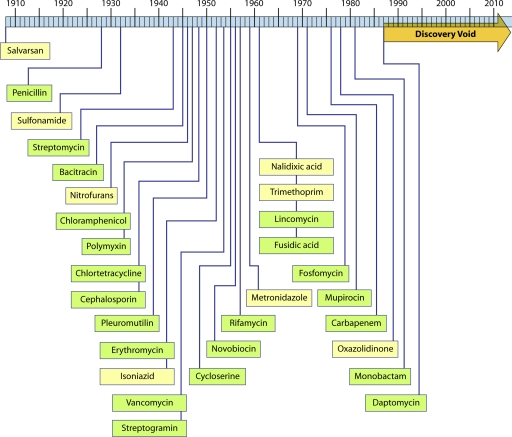 1910 1920 1930 1940 1950 1960 1970 1980 1990 2000 2010
Discovery Void
Salvarsan
Penicillin
Sulfonamide
Streptomycin
Bacitracin
Nitrofurans
Chloramphenicol
Polymyxin
Chlortetracycline
Cephalosporin
Pleuromutilin
Erythromycin
Isoniazid
Vancomycin
Streptogramin
Cycloserine
Novobiocin
Rifamycin
Metronidazole
Nalidixic acid
Trimethoprim
Lincomycin
Fusidic acid
Fosfomycin
Mupirocin
Carbapenem
Oxazolidinone
Monobactam
Daptomycin